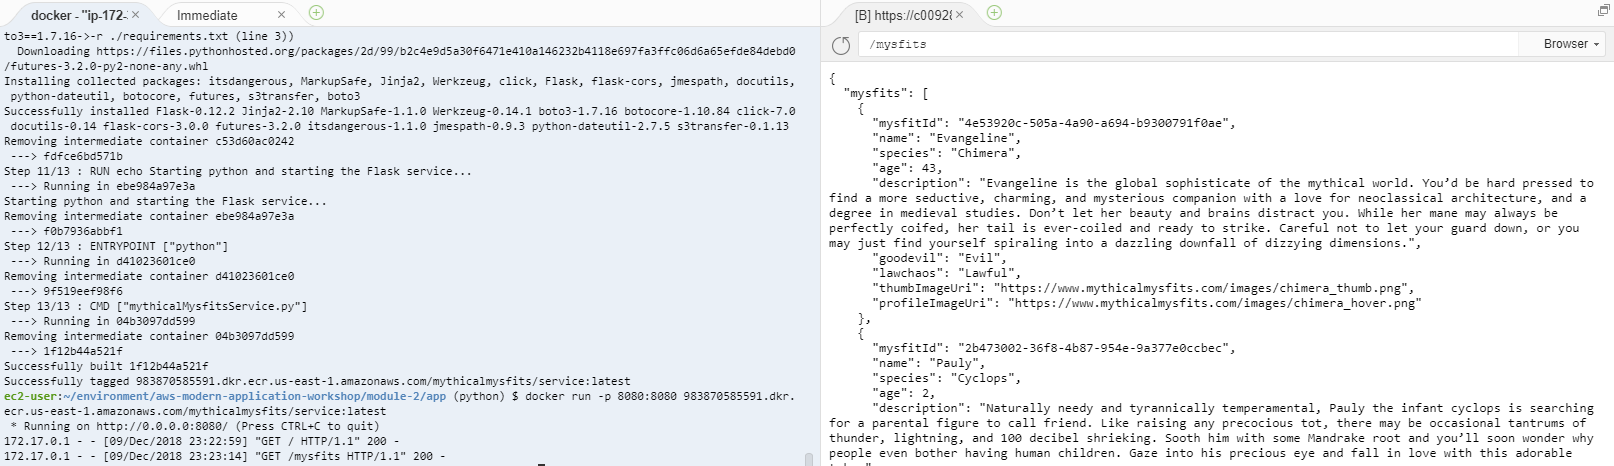 docker - "ip-172-
Immediate
to3==1.7.16->-r ./requirements.txt (line 3))
Downloading https://files.pythonhosted.org/packages/2d/99/b2c4e9d5a30f6471e410a146232b4118e697fa3ffc06d6a65efde84debd0
/futures-3.2.0-py2-none-any.whl
Installing collected packages: itsdangerous, MarkupSafe, Jinja2, Werkzeug, click, Flask, flask-cors, jmespath, docutils,
python-dateutil, botocore, futures, s3transfer, boto3
Successfully installed Flask-0.12.2 Jinja2-2.10 MarkupSafe-1.1.0 Werkzeug-0.14.1 boto3-1.7.16 botocore-1.10.84 click-7.0
docutils-0.14 flask-cors-3.0.0 futures-3.2.0 itsdangerous-1.1.0 jmespath-0.9.3 python-dateutil-2.7.5 s3transfer-0.1.13
Removing intermediate container c53d60ac0242
---> fdfce6bd571b
Step 11/13 : RUN echo Starting python and starting the Flask service...
---> Running in ebe984a97e3a
Starting python and starting the Flask service...
Removing intermediate container ebe984a97e3a
---> f0b7936abbf1
Step 12/13 : ENTRYPOINT ["python"]
---> Running in d41023601ce0
Removing intermediate container d41023601ce0
---> 9f519eef98f6
Step 13/13 : CMD ["mythicalMysfitsService.py"]
---> Running in 04b3097dd599
Removing intermediate container 04b3097dd599
---> 1f12b44a521f
Successfully built 1f12b44a521f
Successfully tagged 983870585591.dkr.ecr.us-east-1.amazonaws.com/mythicalmysfits/service:latest
ec2-user:~/environment/aws-modern-application-workshop/module-2/app (python) $ docker run -p 8080:8080 983870585591.dkr.
ecr.us-east-1.amazonaws.com/mythicalmysfits/service:latest
* Running on http://0.0.0.0:8080/ (Press CTRL+C to quit)
172.17.0.1 - - [09/Dec/2018 23:22:59] "GET / HTTP/1.1" 200 -
172.17.0.1 - - [09/Dec/2018 23:23:14] "GET /mysfits HTTP/1.1" 200 -
[B] https://c0092
/mysfits
Browser
{
"mysfits": [
{
"mysfitId": "4e53920c-505a-4a90-a694-b9300791f0ae",
"name": "Evangeline",
"species": "Chimera",
"age": 43,
"description": "Evangeline is the global sophisticate of the mythical world. You’d be hard pressed to
find a more seductive, charming, and mysterious companion with a love for neoclassical architecture, and a
degree in medieval studies. Don’t let her beauty and brains distract you. While her mane may always be
perfectly coifed, her tail is ever-coiled and ready to strike. Careful not to let your guard down, or you
may just find yourself spiraling into a dazzling downfall of dizzying dimensions.",
"goodevil": "Evil",
"lawchaos": "Lawful",
"thumbImageUri": "https://www.mythicalmysfits.com/images/chimera_thumb.png",
"profileImageUri": "https://www.mythicalmysfits.com/images/chimera_hover.png"
},
{
"mysfitId": "2b473002-36f8-4b87-954e-9a377e0ccbec",
"name": "Pauly",
"species": "Cyclops",
"age": 2,
"description": "Naturally needy and tyrannically temperamental, Pauly the infant cyclops is searching
for a parental figure to call friend. Like raising any precocious tot, there may be occasional tantrums of
thunder, lightning, and 100 decibel shrieking. Sooth him with some Mandrake root and you’ll soon wonder why
people even bother having human children. Gaze into his precious eye and fall in love with this adorable